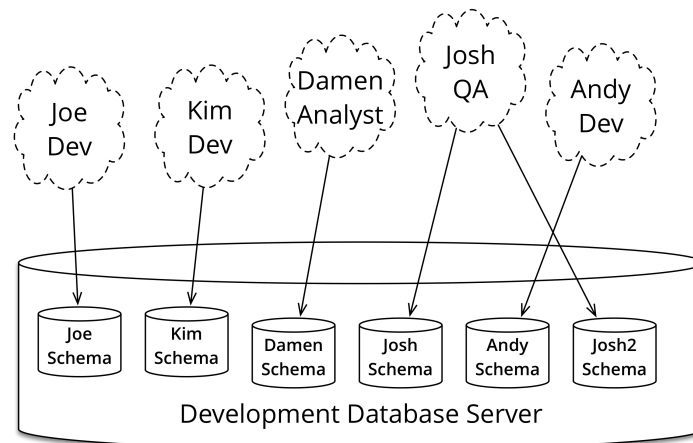 Joe
Dev
Kim
Dev
Damen
Analyst
Josh
QA
Andy
Dev
Joe
Schema
Kim
Schema
Damen
Schema
Josh
Schema
Andy
Schema
Josh2
Schema
Development Database Server